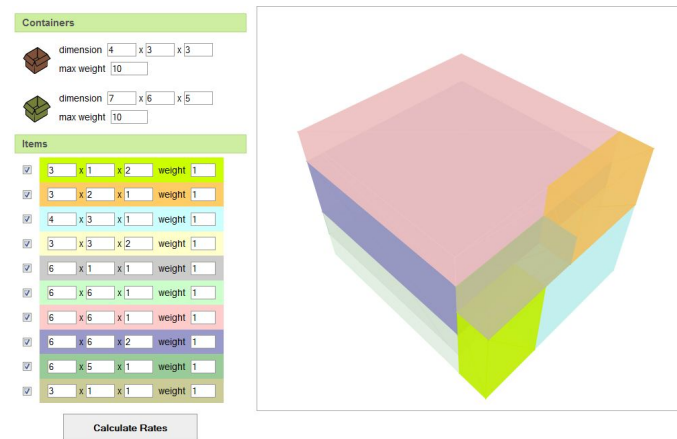 Containers
dimension 4 x 3 x 3
max weight 10
dimension 7 x 6 x 5
max weight 10
Items
3 x 1 x 2 weight 1
3 x 2 x 1 weight 1
4 x 3 x 1 weight 1
3 x 3 x 2 weight 1
6 x 1 x 1 weight 1
6 x 6 x 1 weight 1
6 x 6 x 1 weight 1
6 x 6 x 2 weight 1
6 x 5 x 1 weight 1
3 x 1 x 1 weight 1
Calculate Rates